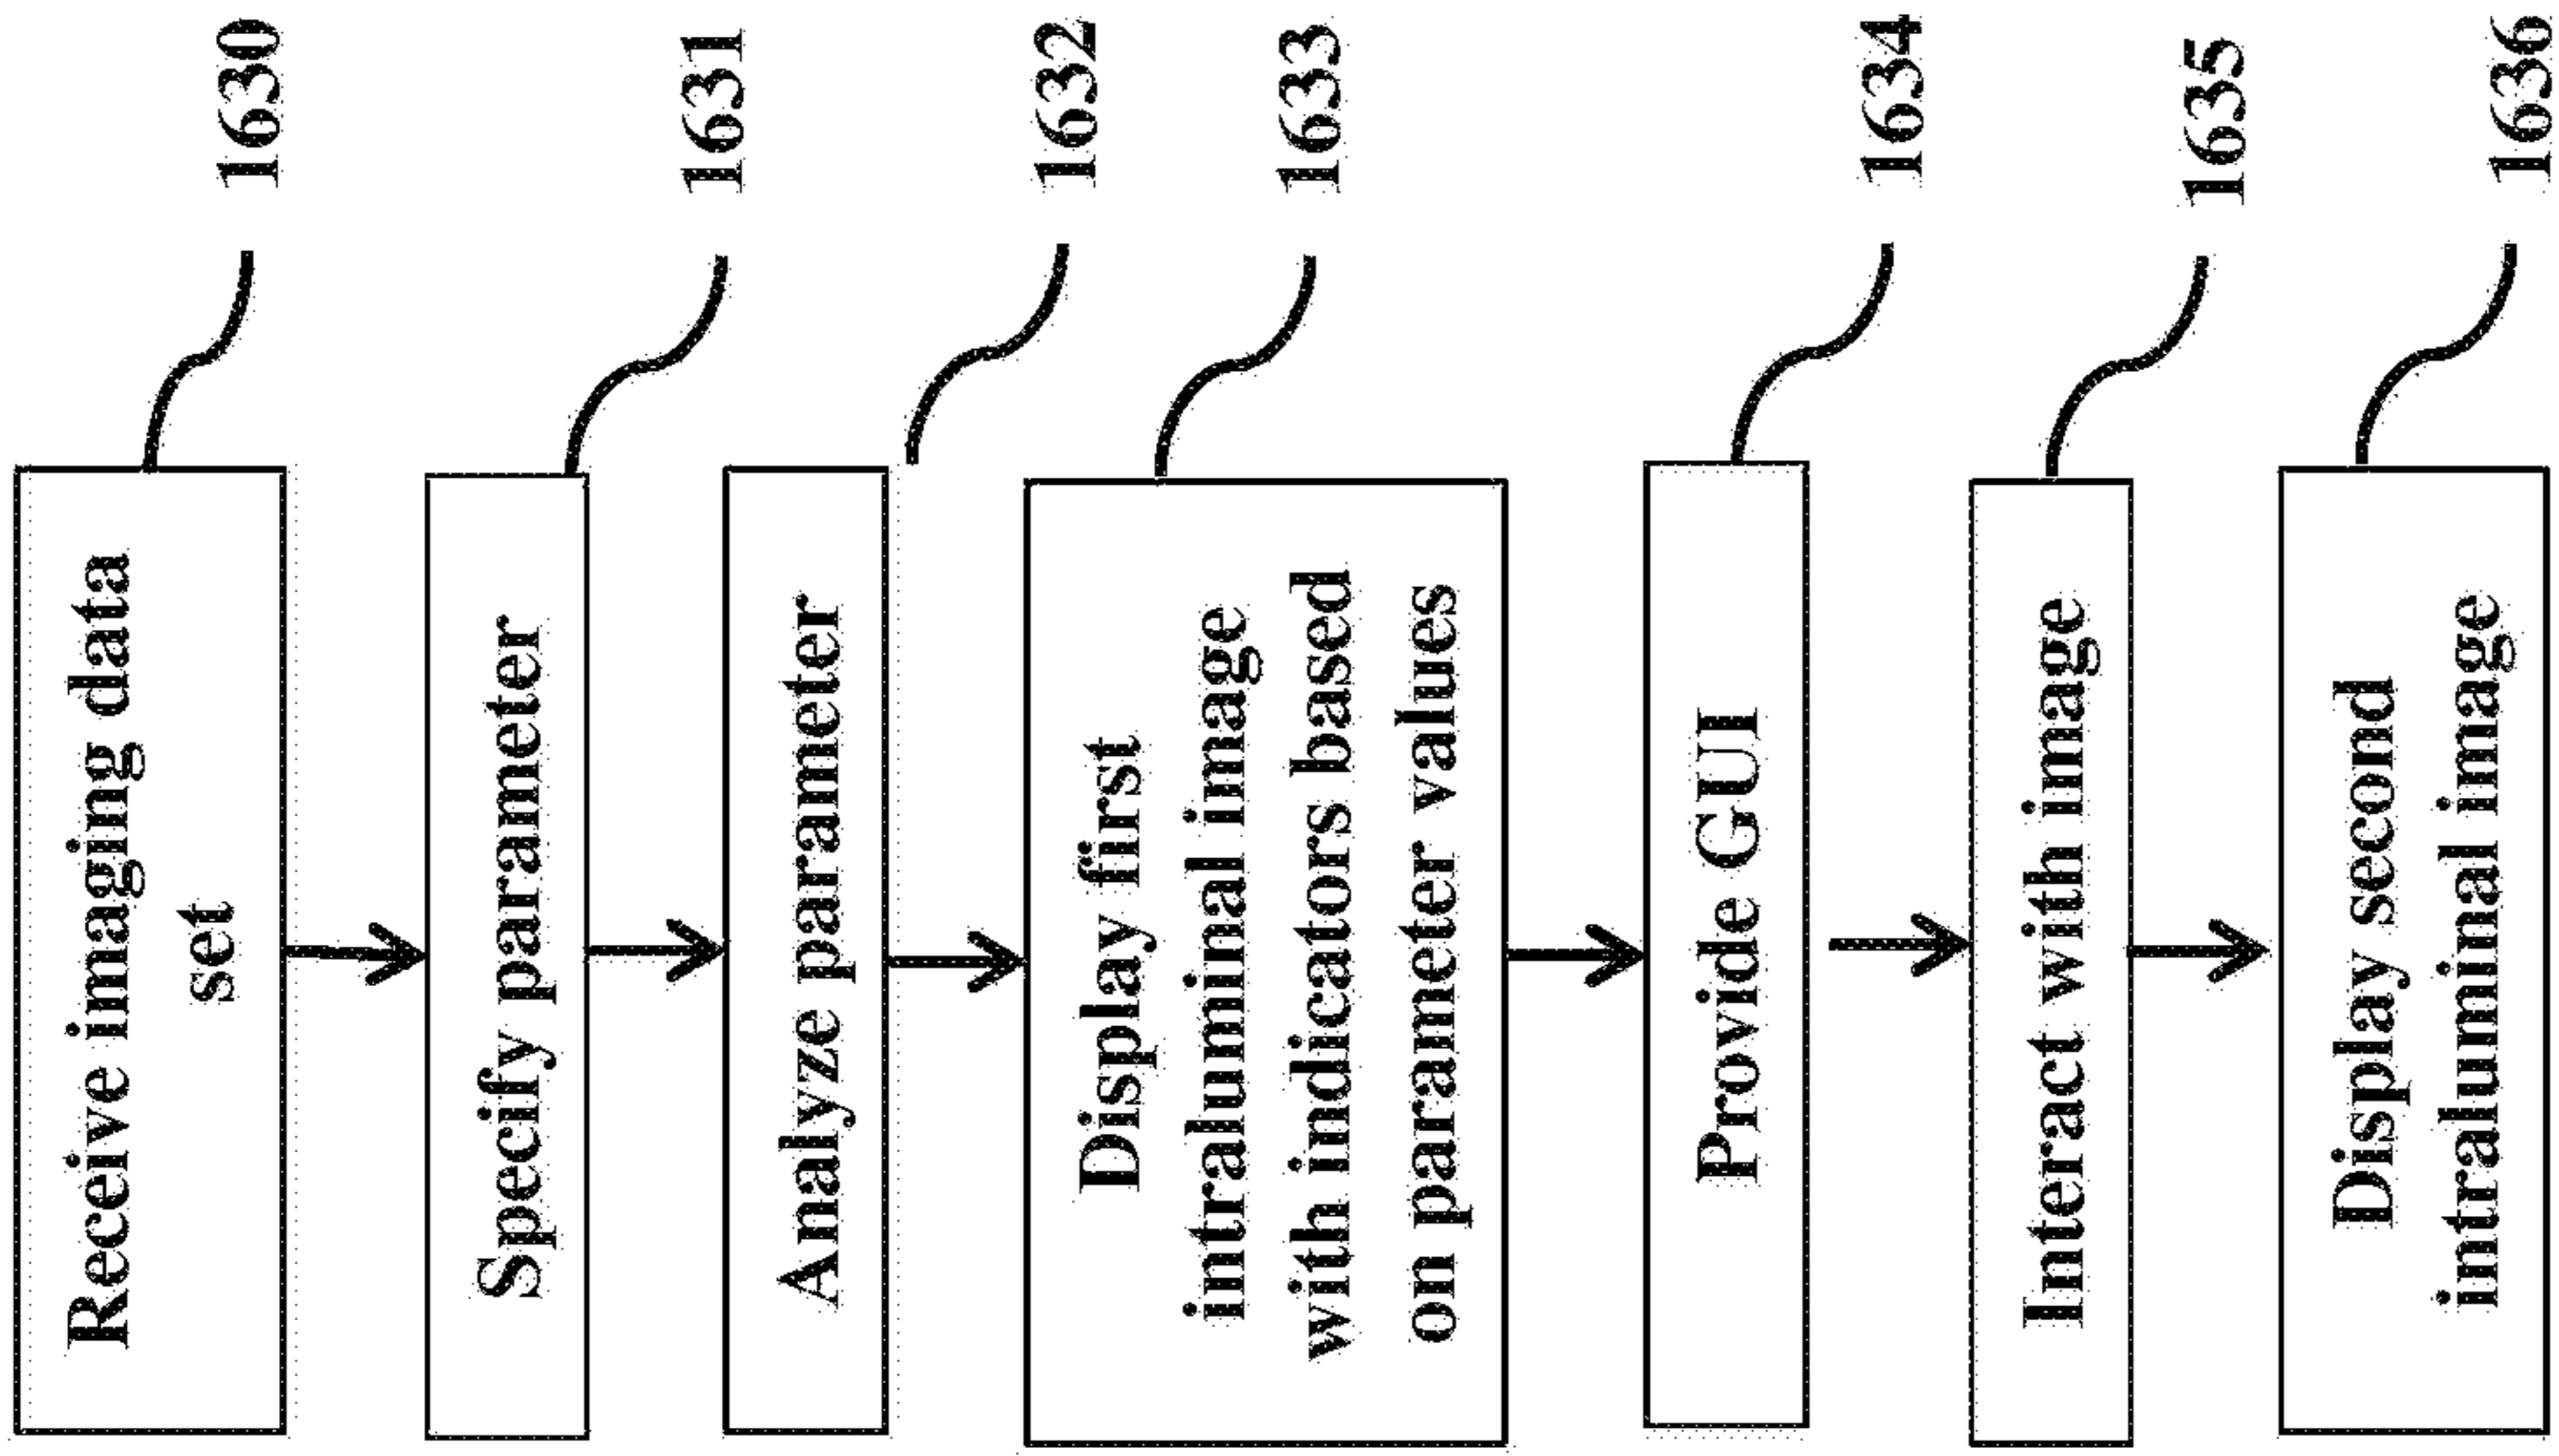 Receive imaging data
set
1630
Specify parameter
1631
Analyze parameter
1632
Display first
intraluminal image
with indicators based
on parameter values
1633
Provide GUI
1634
Interact with image
1635
Display second
intraluminal image
1636